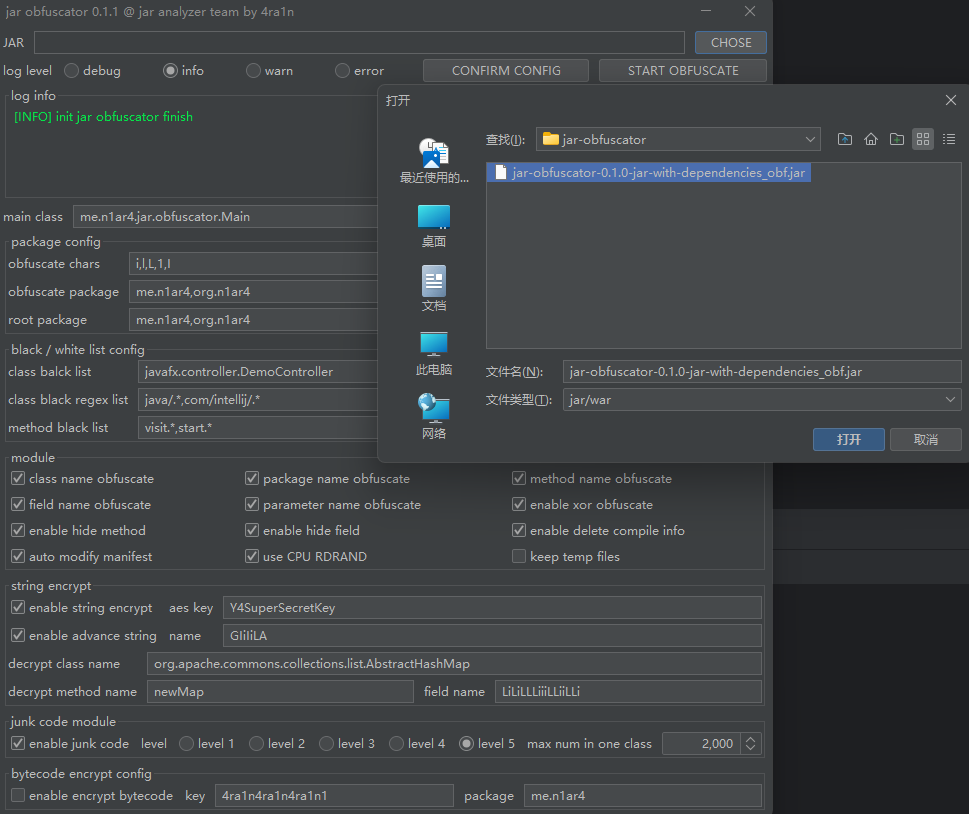 jar obfuscator 0.1.1 @ jar analyzer team by 4ra1n
JAR CHOSE
log level debug info warn error CONFIRM CONFIG START OBFUSCATE
log info
[INFO] init jar obfuscator finish
main class me.n1ar4.jar.obfuscator.Main
package config
obfuscate chars i,l,L,1,I
obfuscate package me.n1ar4,org.n1ar4
root package me.n1ar4,org.n1ar4
black / white list config
class balck list javafx.controller.DemoController
class black regex list java/.*,com/intellij/.*
method black list visit.*,start.*
打开
查找(I): jar-obfuscator
最近使用的...
桌面
文档
此电脑
网络
jar-obfuscator-0.1.0-jar-with-dependencies_obf.jar
文件名(N): jar-obfuscator-0.1.0-jar-with-dependencies_obf.jar
文件类型(T): jar/war
打开 取消
module
class name obfuscate package name obfuscate method name obfuscate
field name obfuscate parameter name obfuscate enable xor obfuscate
enable hide method enable hide field enable delete compile info
auto modify manifest use CPU RDRAND keep temp files
string encrypt
enable string encrypt aes key Y4SuperSecretKey
enable advance string name GIiIiLA
decrypt class name org.apache.commons.collections.list.AbstractHashMap
decrypt method name newMap field name LiLiLLLiiiLLiiLLi
junk code module
enable junk code level level 1 level 2 level 3 level 4 level 5 max num in one class 2,000
bytecode encrypt config
enable encrypt bytecode key 4ra1n4ra1n4ra1n1 package me.n1ar4